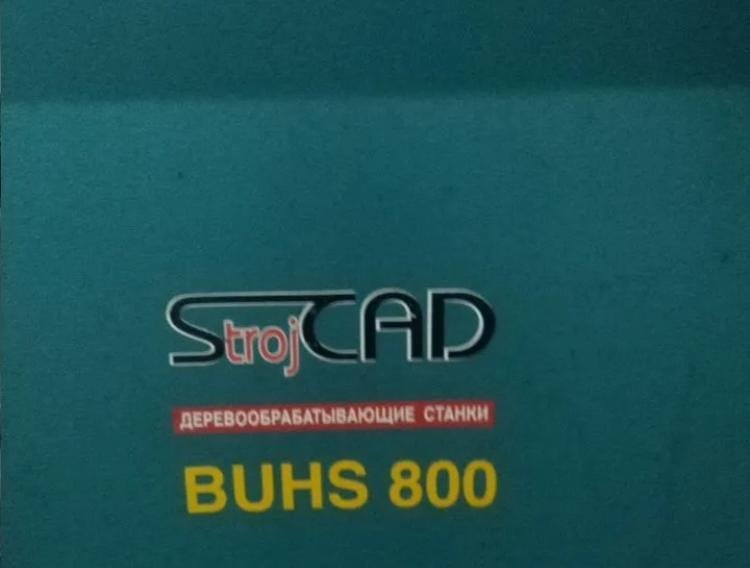 StrojCAD
ДЕРЕВООБРАБАТЫВАЮЩИЕ СТАНКИ
BUHS 800